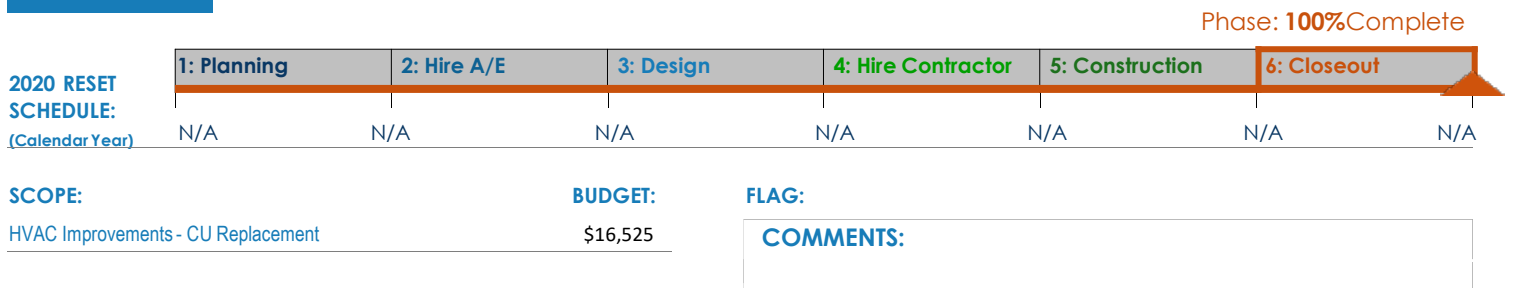 Phase: 100%Complete
1: Planning 2: Hire A/E 3: Design 4: Hire Contractor 5: Construction 6: Closeout
2020 RESET
SCHEDULE:
(Calendar Year) N/A N/A N/A N/A N/A N/A N/A
SCOPE: BUDGET: FLAG:
HVAC Improvements - CU Replacement $16,525 COMMENTS: